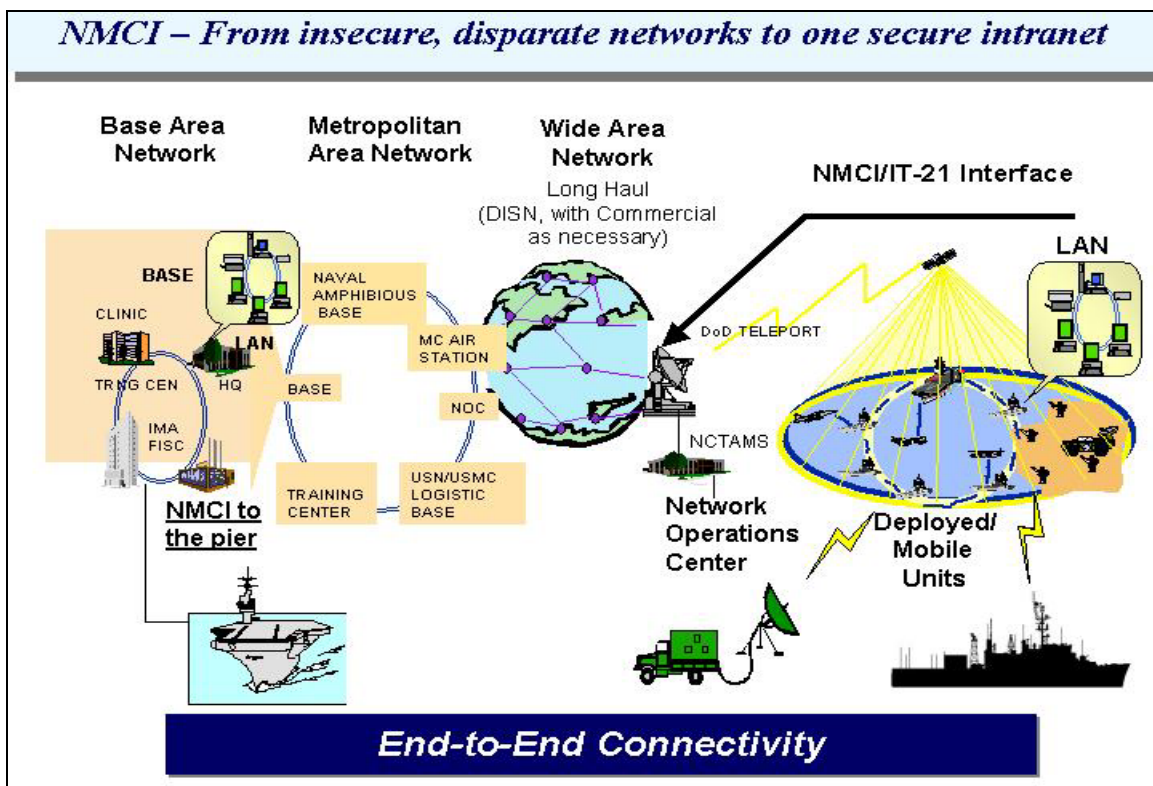 NMCI – From insecure, disparate networks to one secure intranet
Base Area
Network
Metropolitan
Area Network
Wide Area
Network
Long Haul
(DISN, with Commercial
as necessary)
NMCI/IT-21 Interface
BASE
CLINIC
LAN
TRNG CEN
HQ
IMA
FISC
NMCI to
the pier
NAVAL
AMPHIBIOUS
BASE
MC AIR
STATION
BASE
NOC
TRAINING
CENTER
USN/USMC
LOGISTIC
BASE
DoD TELEPORT
NCTAMS
Network
Operations
Center
LAN
Deployed/
Mobile
Units
End-to-End Connectivity